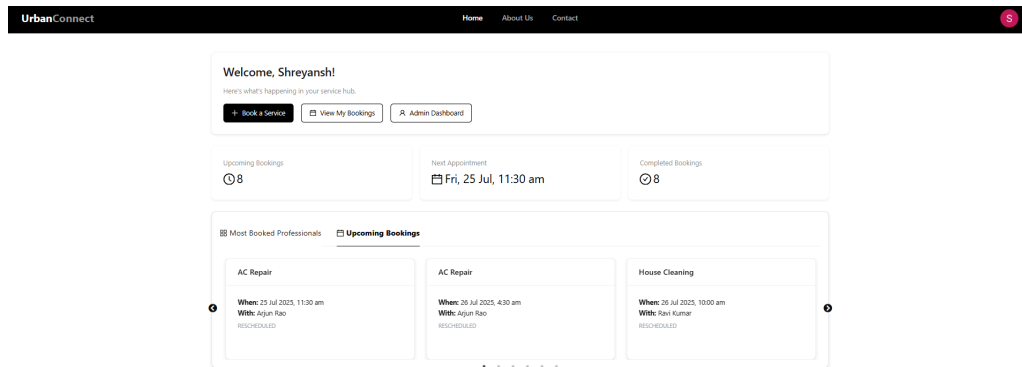 UrbanConnect Home About Us Contact S
Welcome, Shreyansh!
Here's what's happening in your service hub.
+ Book a Service View My Bookings Admin Dashboard
Upcoming Bookings Next Appointment Completed Bookings
8 Fri, 25 Jul, 11:30 am 8
Most Booked Professionals Upcoming Bookings
AC Repair AC Repair House Cleaning
When: 25 Jul 2025, 11:30 am When: 26 Jul 2025, 4:30 am When: 26 Jul 2025, 10:00 am
With: Arjun Rao With: Arjun Rao With: Ravi Kumar
RESCHEDULED RESCHEDULED RESCHEDULED